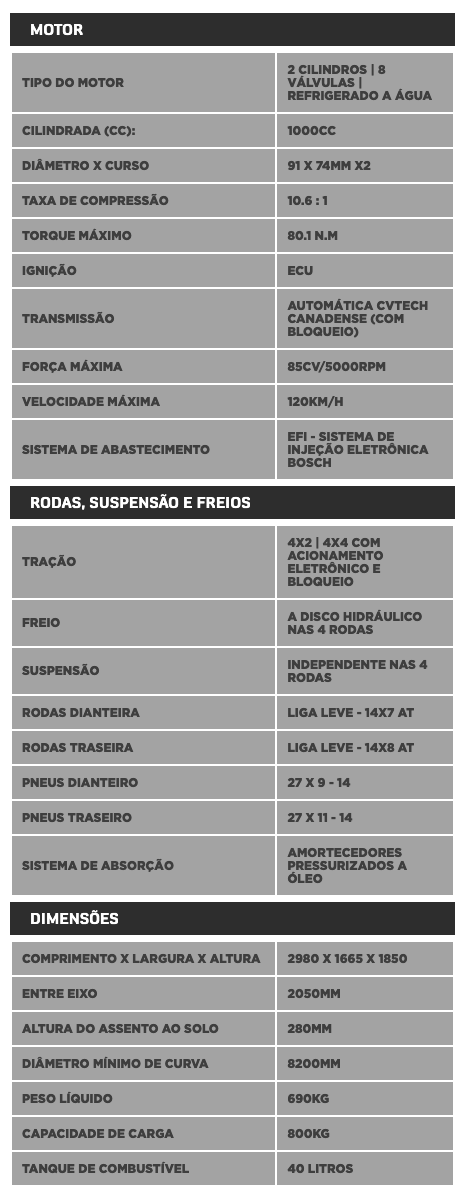 MOTOR
TIPO DO MOTOR
2 CILINDROS | 8
VÁLVULAS |
REFRIGERADO A ÁGUA
CILINDRADA (CC):
1000CC
DIÂMETRO X CURSO
91 X 74MM X2
TAXA DE COMPRESSÃO
10.6 : 1
TORQUE MÁXIMO
80.1 N.M
IGNIÇÃO
ECU
TRANSMISSÃO
AUTOMÁTICA CVTECH
CANADENSE (COM
BLOQUEIO)
FORÇA MÁXIMA
85CV/5000RPM
VELOCIDADE MÁXIMA
120KM/H
SISTEMA DE ABASTECIMENTO
EFI - SISTEMA DE
INJEÇÃO ELETRÔNICA
BOSCH
RODAS, SUSPENSÃO E FREIOS
TRAÇÃO
4X2 | 4X4 COM
ACIONAMENTO
ELETRÔNICO E
BLOQUEIO
FREIO
A DISCO HIDRÁULICO
NAS 4 RODAS
SUSPENSÃO
INDEPENDENTE NAS 4
RODAS
RODAS DIANTEIRA
LIGA LEVE - 14X7 AT
RODAS TRASEIRA
LIGA LEVE - 14X8 AT
PNEUS DIANTEIRO
27 X 9 - 14
PNEUS TRASEIRO
27 X 11 - 14
SISTEMA DE ABSORÇÃO
AMORTECEDORES
PRESSURIZADOS A
ÓLEO
DIMENSÕES
COMPRIMENTO X LARGURA X ALTURA
2980 X 1665 X 1850
ENTRE EIXO
2050MM
ALTURA DO ASSENTO AO SOLO
280MM
DIÂMETRO MÍNIMO DE CURVA
8200MM
PESO LÍQUIDO
690KG
CAPACIDADE DE CARGA
800KG
TANQUE DE COMBUSTÍVEL
40 LITROS